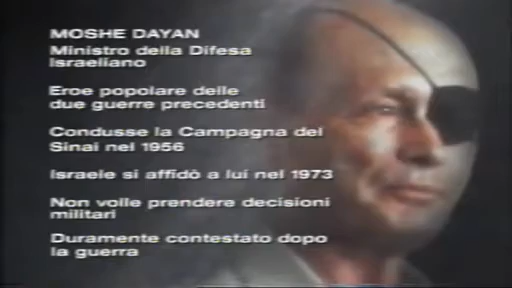 MOSHE DAYAN
Ministro della Difesa
Israeliano
Eroe popolare delle
due guerre precedenti
Condusse la Campagna del
Sinai nel 1956
Israele si affidò a lui nel 1973
Non volle prendere decisioni
militari
Duramente contestato dopo
la guerra